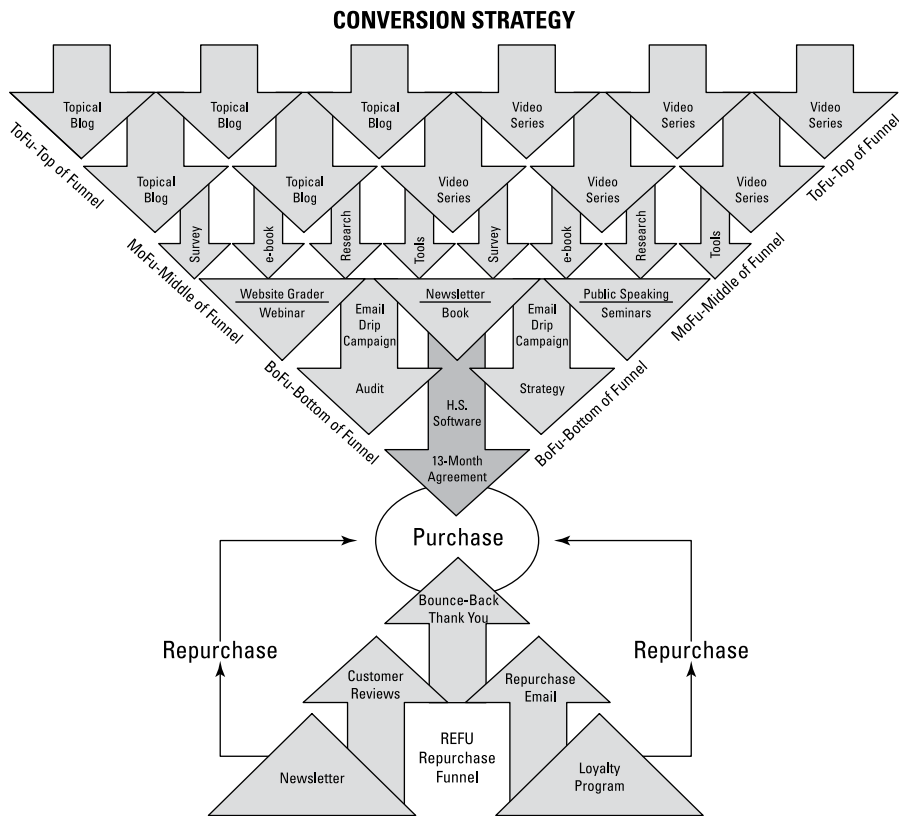 CONVERSION STRATEGY
Topical
Blog
Topical
Blog
Topical
Blog
Video
Series
Video
Series
Video
Series
ToFu-Top of Funnel
ToFu-Top of Funnel
Topical
Blog
Topical
Blog
Video
Series
Video
Series
Video
Series
Survey
e-book
Research
Tools
Survey
e-book
Research
Tools
MoFu-Middle of Funnel
MoFu-Middle of Funnel
Website Grader
Webinar
Newsletter
Book
Public Speaking
Seminars
Email
Drip
Campaign
Email
Drip
Campaign
Audit
Strategy
BoFu-Bottom of Funnel
BoFu-Bottom of Funnel
H.S.
Software
13-Month
Agreement
Purchase
Bounce-Back
Thank You
Repurchase
Repurchase
Customer
Reviews
Repurchase
Email
REFU
Repurchase
Funnel
Newsletter
Loyalty
Program